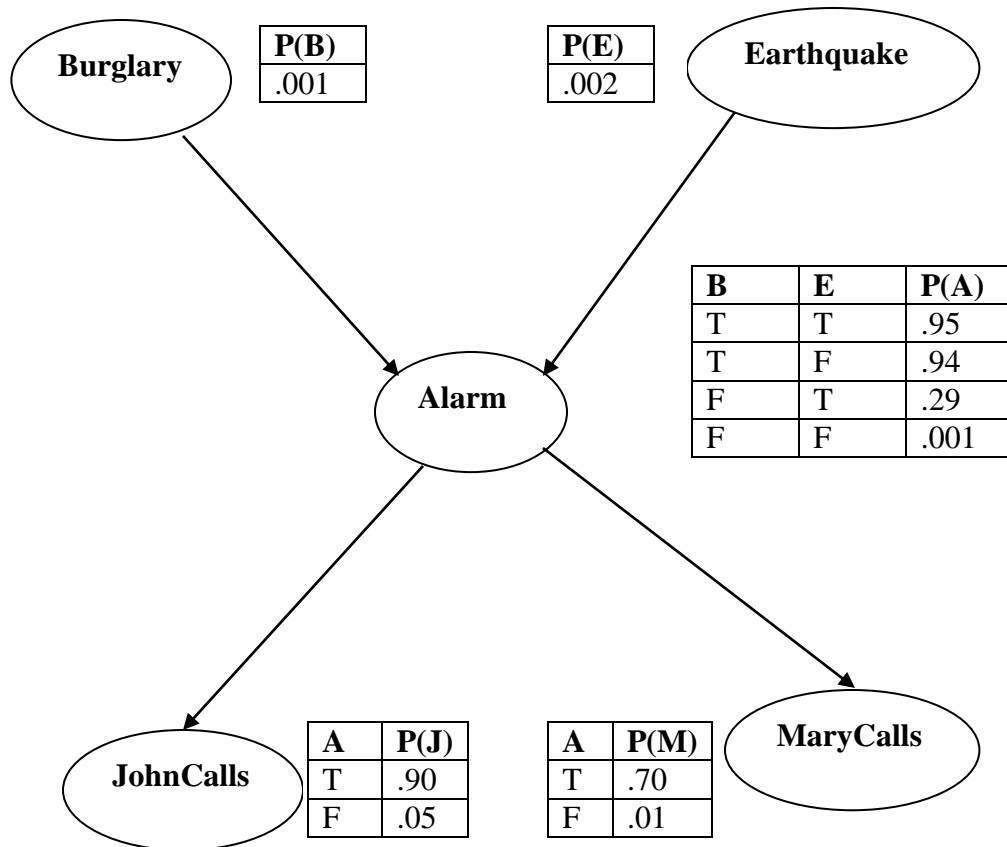 Burglary
P(B)
.001
P(E)
.002
Earthquake
B E P(A)
T T .95
T F .94
F T .29
F F .001
Alarm
JohnCalls
A P(J)
T .90
F .05
A P(M)
T .70
F .01
MaryCalls